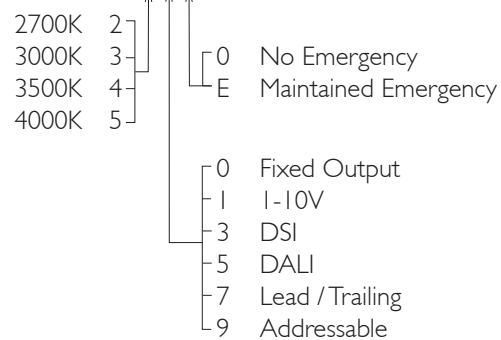 2700K 2
3000K 3
3500K 4
4000K 5
0 No Emergency
E Maintained Emergency
0 Fixed Output
1 1-10V
3 DSI
5 DALI
7 Lead / Trailing
9 Addressable